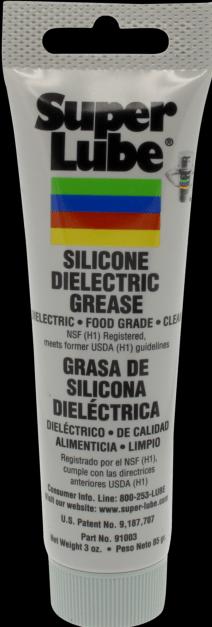 Super
Lube®
SILICONE
DIELECTRIC
GREASE
DIELECTRIC • FOOD GRADE • CLEA
NSF (H1) Registered,
meets former USDA (H1) guidelines
GRASA DE
SILICONA
DIELÉCTRICA
DIELÉCTRICO • DE CALIDAD
ALIMENTICIA • LIMPIO
Registrado por el NSF (H1),
cumple con las directrices
anteriores USDA (H1)
Consumer Info. Line: 800-253-LUBE
Visit our website: www.super-lube.com
U.S. Patent No. 9,187,707
Part No. 91003
Net Weight 3 oz. • Peso Neto 85 gr.